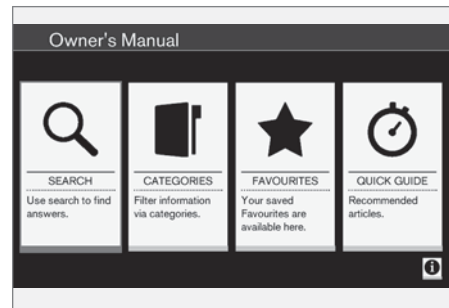 Owner's Manual
SEARCH
Use search to find
answers.
CATEGORIES
Filter information
via categories.
FAVOURITES
Your saved
Favourites are
available here.
QUICK GUIDE
Recommended
articles.
i